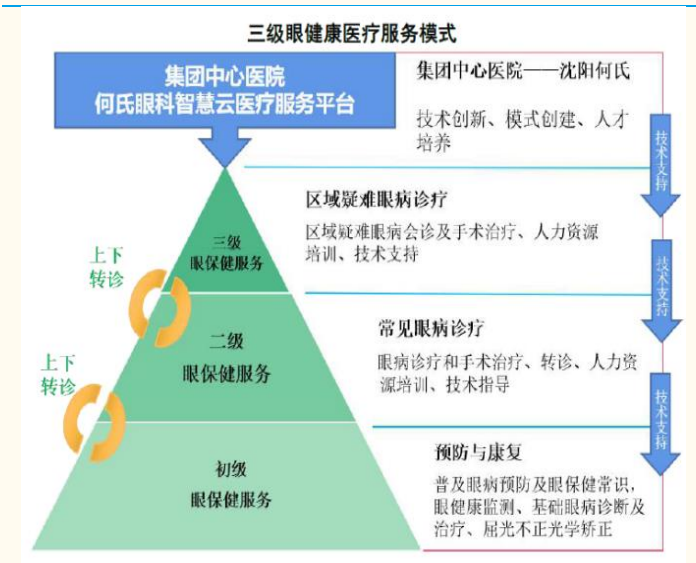 三级眼健康医疗服务模式
集团中心医院
何氏眼科智慧云医疗服务平台
集团中心医院——沈阳何氏
技术创新、模式创建、人才
培养
技术支持
三级
眼保健服务
区域疑难眼病诊疗
区域疑难眼病会诊及手术治疗、人力资源
培训、技术支持
技术支持
上下
转诊
二级
眼保健服务
常见眼病诊疗
眼病诊疗和手术治疗、转诊、人力资
源培训、技术指导
技术支持
上下
转诊
初级
眼保健服务
预防与康复
普及眼病预防及眼保健常识，
眼健康监测、基础眼病诊断及
治疗、屈光不正光学矫正